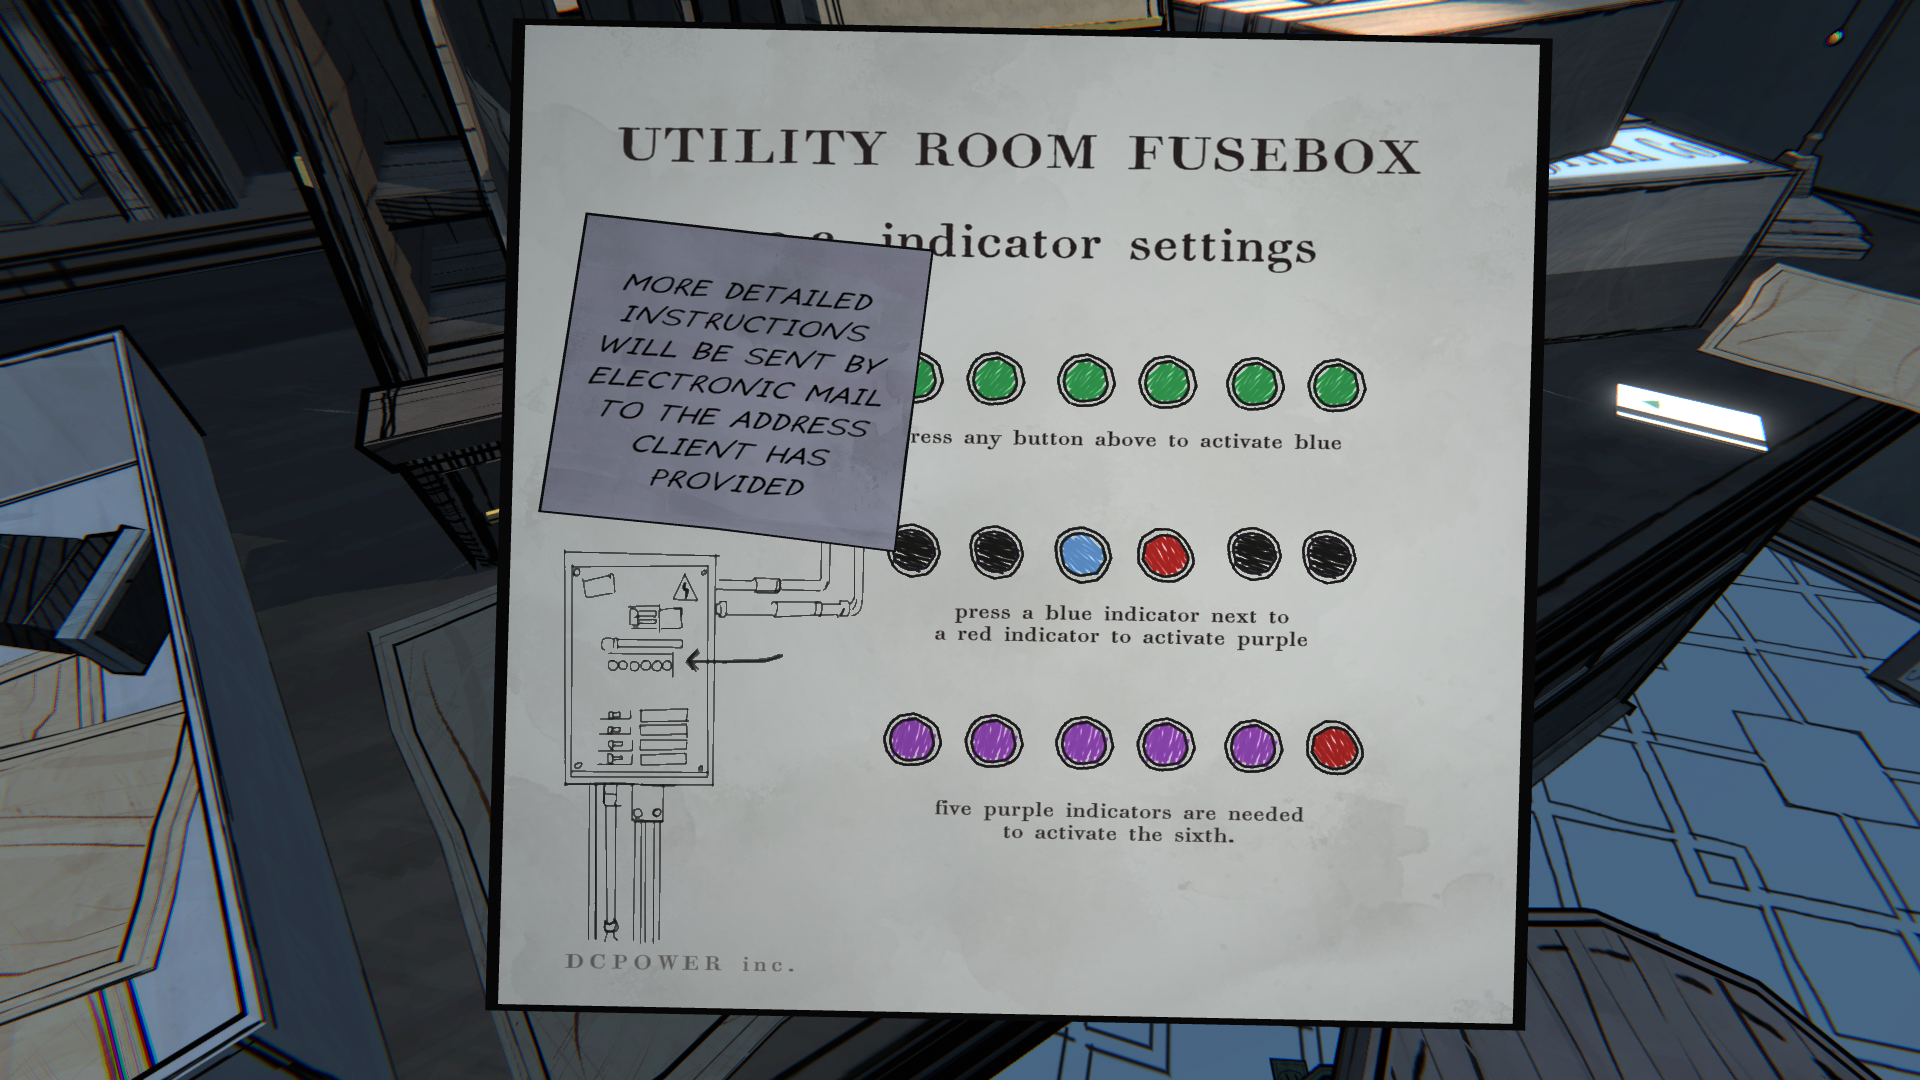 UTILITY ROOM FUSEBOX
indicator settings
MORE DETAILED
INSTRUCTIONS
WILL BE SENT BY
ELECTRONIC MAIL
TO THE ADDRESS
CLIENT HAS
PROVIDED
ress any button above to activate blue
press a blue indicator next to
a red indicator to activate purple
five purple indicators are needed
to activate the sixth.
DCPOWER inc.